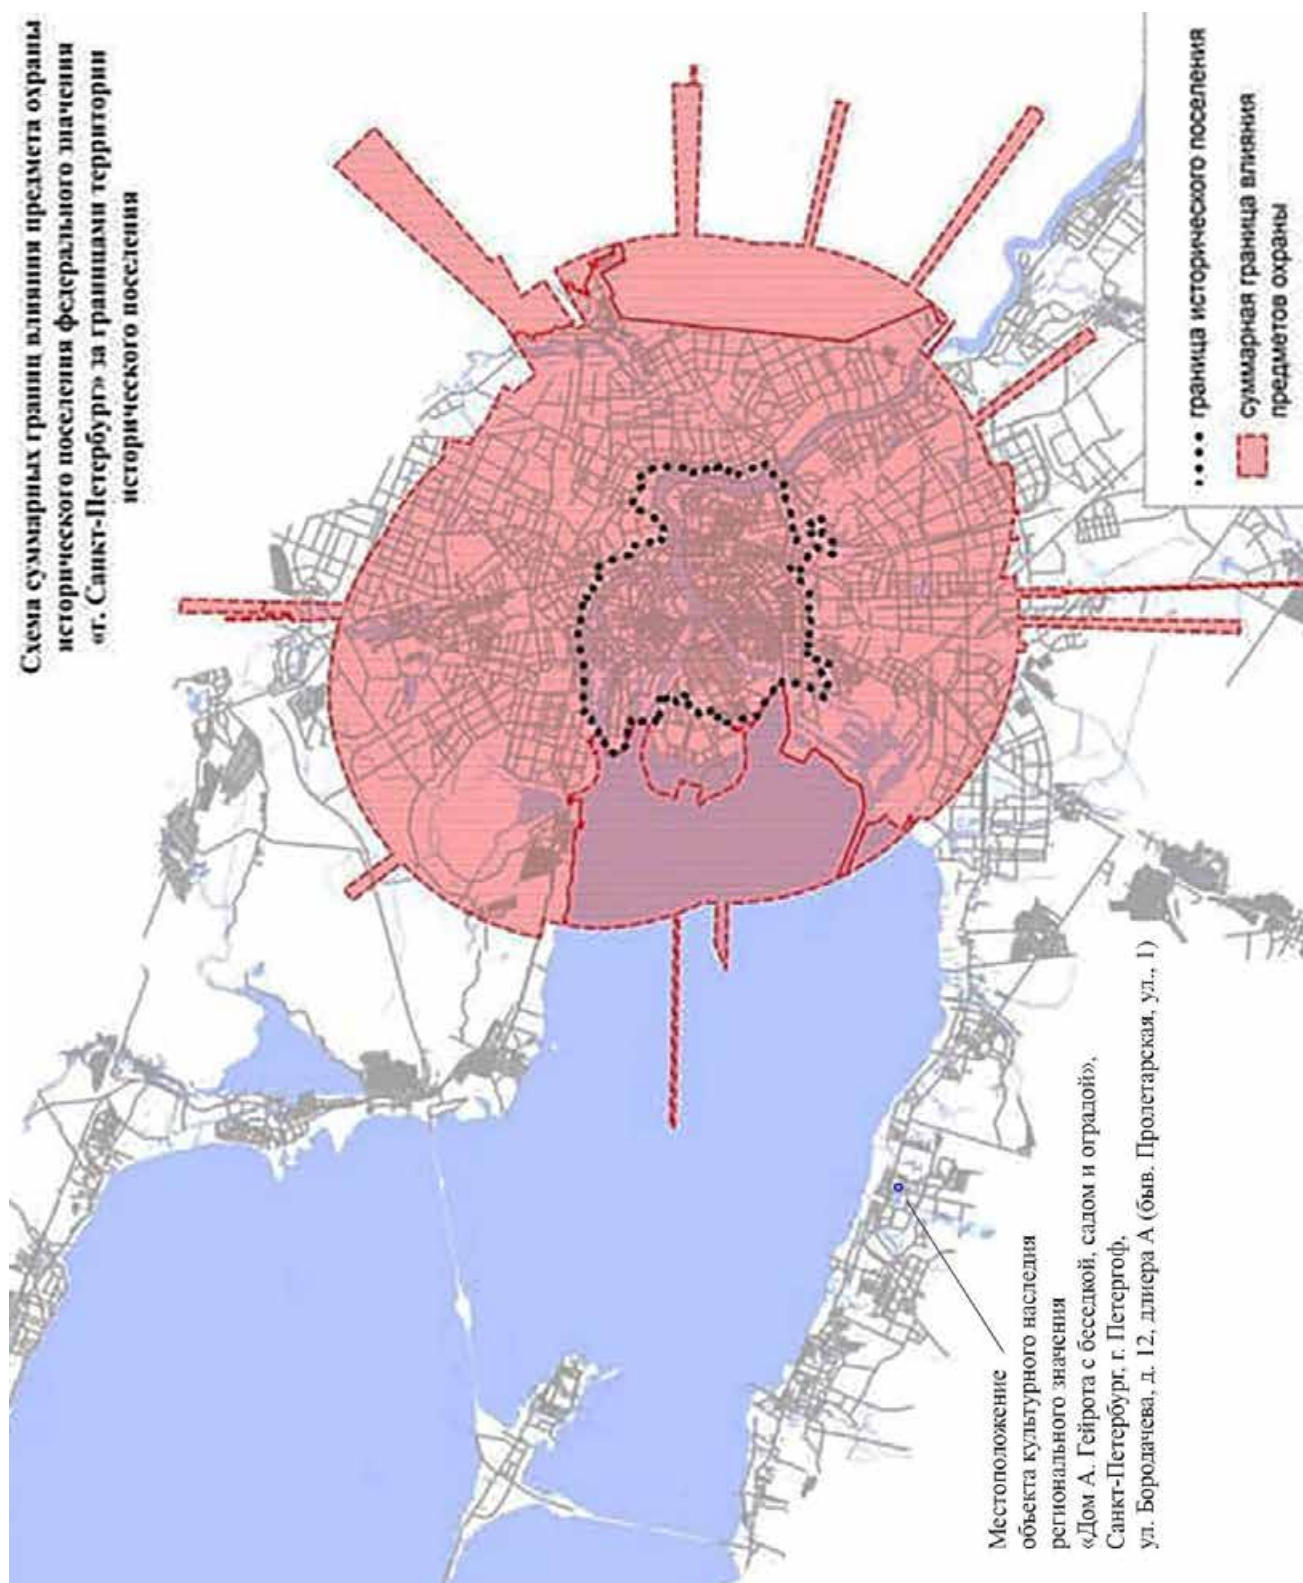 Схема суммарных границ влияния предмета охраны
исторического поселения федерального значения
«г. Санкт-Петербург» за границами территории
исторического поселения
граница исторического поселения
суммарная граница влияния
предметов охраны
Местоположение
объекта культурного наследия
регионального значения
«Дом А. Гейрота с беседкой, садом и оградой»,
Санкт-Петербург, г. Петергоф,
ул. Бородачева, д. 12, длиера А (быв. Пролетарская, ул., 1)